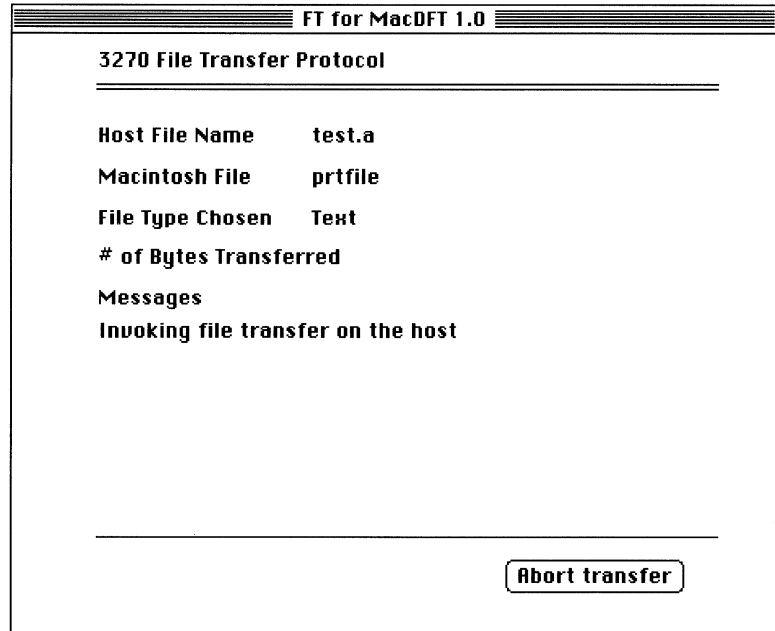 FT for MacDFT 1.0
3270 File Transfer Protocol
Host File Name test.a
Macintosh File prtfile
File Type Chosen Text
# of Bytes Transferred
Messages
Invoking file transfer on the host
Abort transfer